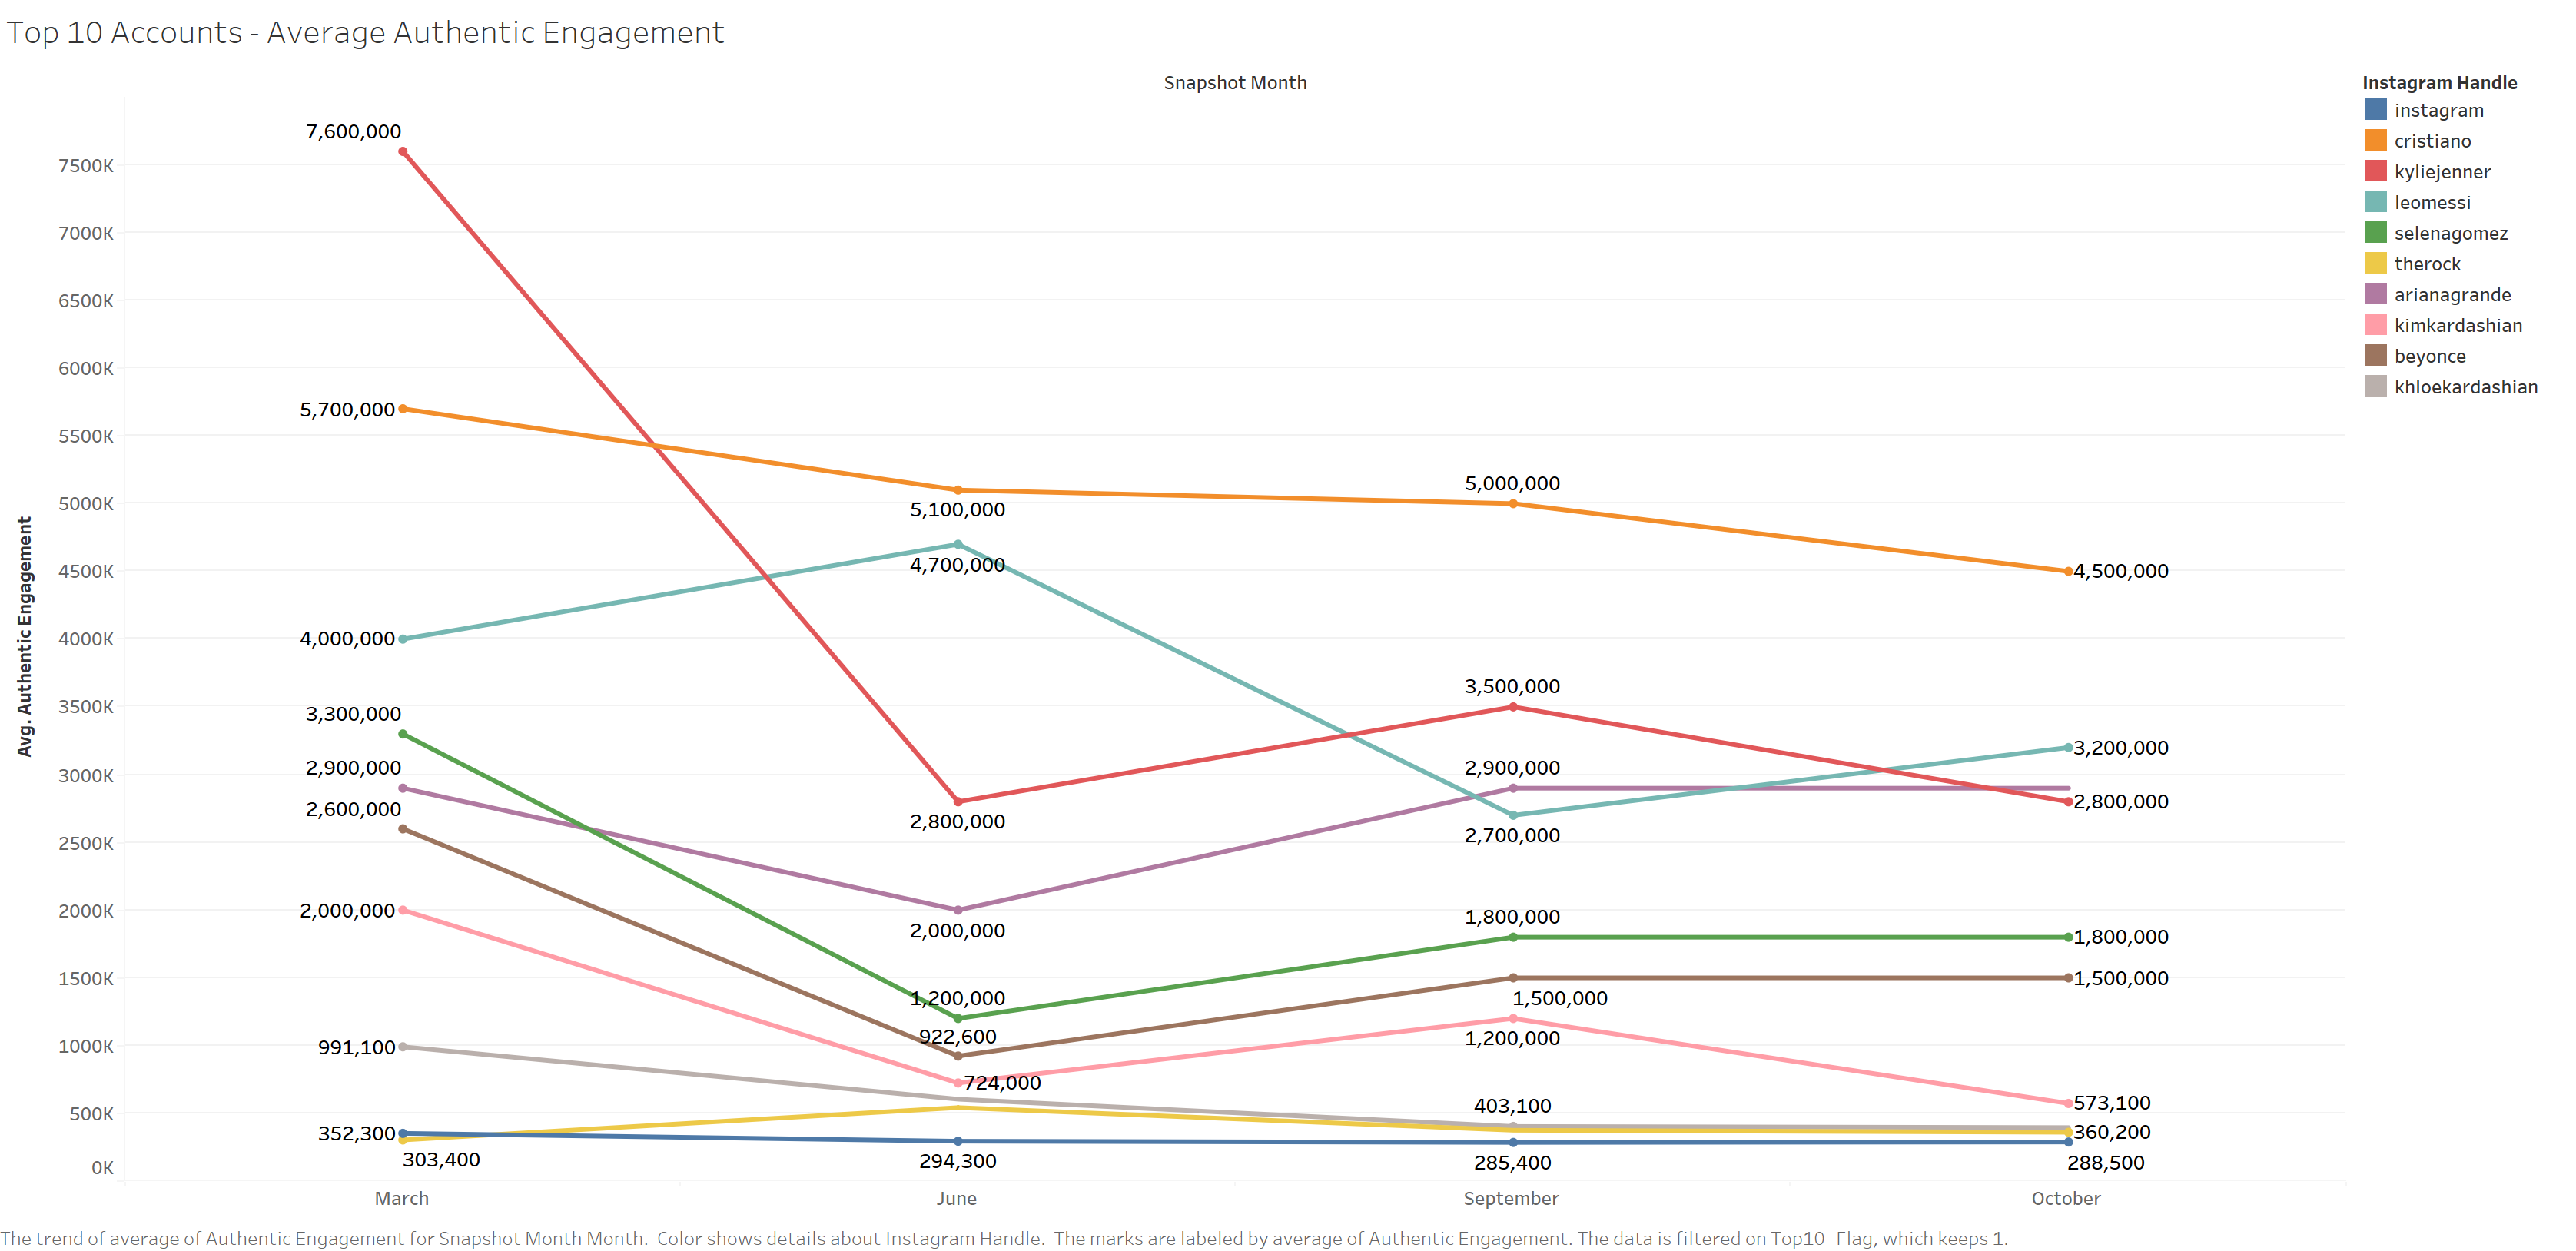 Top 10 Accounts - Average Authentic Engagement
Snapshot Month
Instagram Handle
instagram
cristiano
kyliejenner
leomessi
selenagomez
therock
arianagrande
kimkardashian
beyonce
khloekardashian
Avg. Authentic Engagement
7500K
7000K
6500K
6000K
5500K
5000K
4500K
4000K
3500K
3000K
2500K
2000K
1500K
1000K
500K
0K
7,600,000
5,700,000
4,000,000
3,300,000
2,900,000
2,600,000
2,000,000
991,100
352,300
303,400
5,100,000
4,700,000
2,800,000
2,000,000
1,200,000
922,600
724,000
294,300
5,000,000
3,500,000
2,900,000
2,700,000
1,800,000
1,500,000
1,200,000
403,100
285,400
4,500,000
3,200,000
2,800,000
1,800,000
1,500,000
573,100
360,200
288,500
March
June
September
October
The trend of average of Authentic Engagement for Snapshot Month Month.  Color shows details about Instagram Handle.  The marks are labeled by average of Authentic Engagement. The data is filtered on Top10_Flag, which keeps 1.